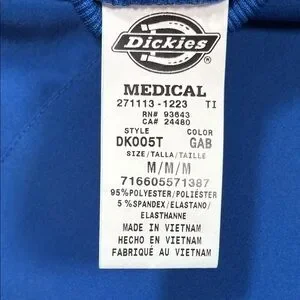 Dickies
MEDICAL
271113-1223 TI
RN# 93643
CA# 24480
STYLE COLOR
DK005T GAB
SIZE/TALLA/TAILLE
M/M/M
716605571387
95%POLYESTER/POLIÉSTER
5%SPANDEX/ELASTANO/
ELASTHANNE
MADE IN VIETNAM
HECHO EN VIETNAM
FABRIQUÉ AU VIETNAM